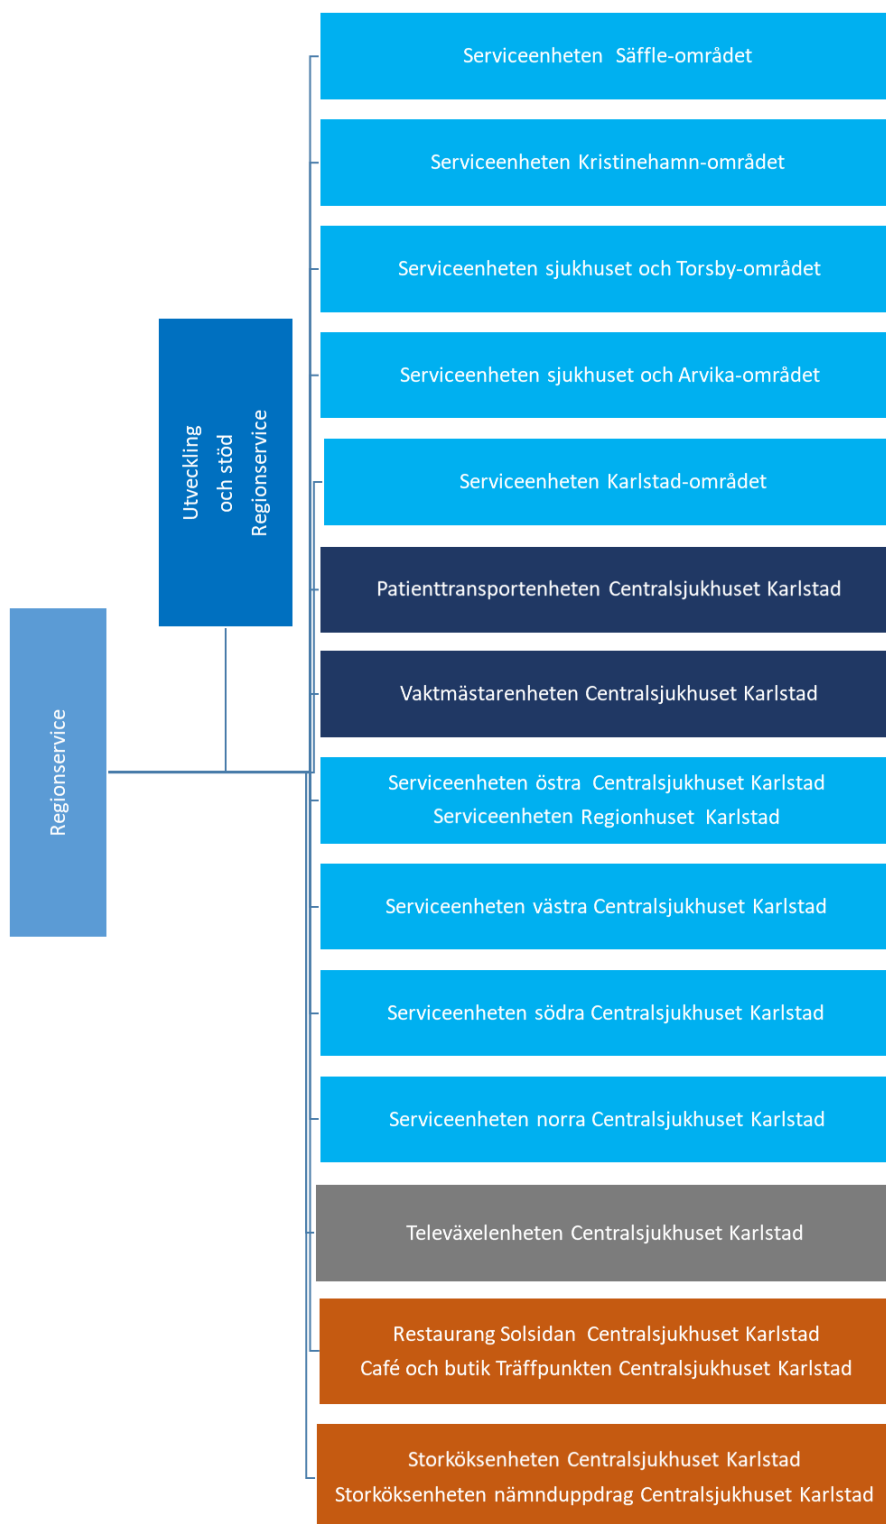 Serviceenheten Säffle-området
Serviceenheten Kristinehamn-området
Serviceenheten sjukhuset och Torsby-området
Serviceenheten sjukhuset och Arvika-området
Serviceenheten Karlstad-området
Patienttransportenheten Centralsjukhuset Karlstad
Vaktmästarenheten Centralsjukhuset Karlstad
Serviceenheten östra Centralsjukhuset Karlstad
Serviceenheten Regionhuset Karlstad
Serviceenheten västra Centralsjukhuset Karlstad
Serviceenheten södra Centralsjukhuset Karlstad
Serviceenheten norra Centralsjukhuset Karlstad
Televäxelenheten Centralsjukhuset Karlstad
Restaurang Solsidan Centralsjukhuset Karlstad
Café och butik Träffpunkten Centralsjukhuset Karlstad
Storköksenheten Centralsjukhuset Karlstad
Storköksenheten nämnduppdrag Centralsjukhuset Karlstad
Utveckling
och stöd
Regionservice
Regionservice